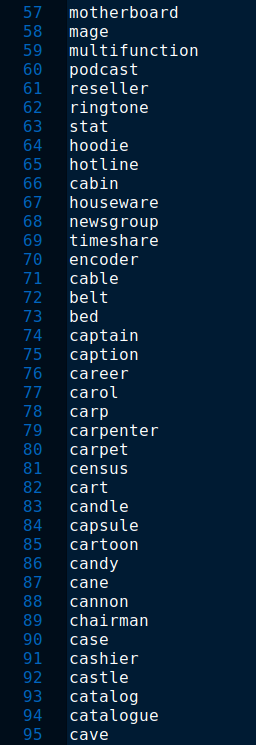 57 motherboard
58 mage
59 multifunction
60 podcast
61 reseller
62 ringtone
63 stat
64 hoodie
65 hotline
66 cabin
67 houseware
68 newsgroup
69 timeshare
70 encoder
71 cable
72 belt
73 bed
74 captain
75 caption
76 career
77 carol
78 carp
79 carpenter
80 carpet
81 census
82 cart
83 candle
84 capsule
85 cartoon
86 candy
87 cane
88 cannon
89 chairman
90 case
91 cashier
92 castle
93 catalog
94 catalogue
95 cave